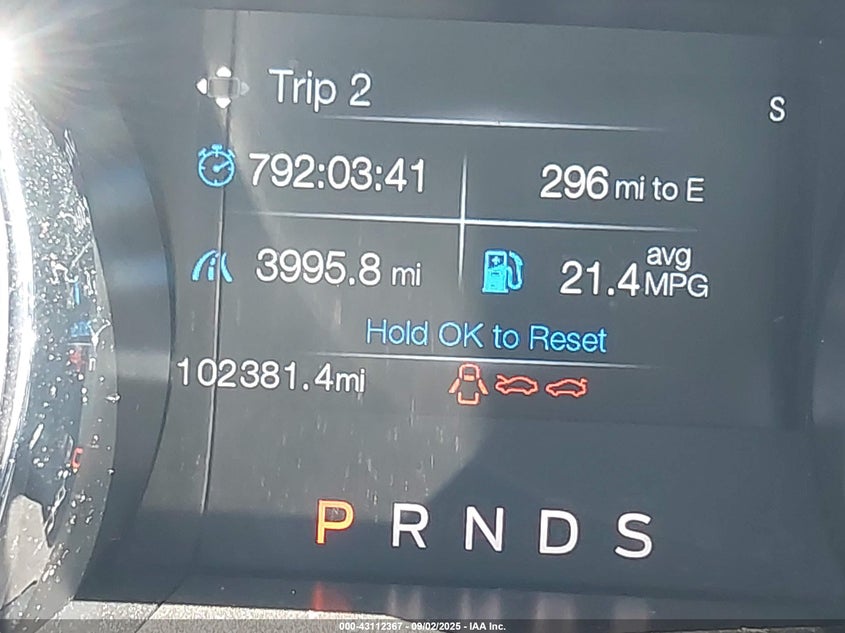 Trip 2
S
792:03:41
296 mi to E
3995.8 mi
21.4 avg MPG
Hold OK to Reset
102381.4mi
P R N D S
000-43112367 - 09/02/2025 - IAA Inc.